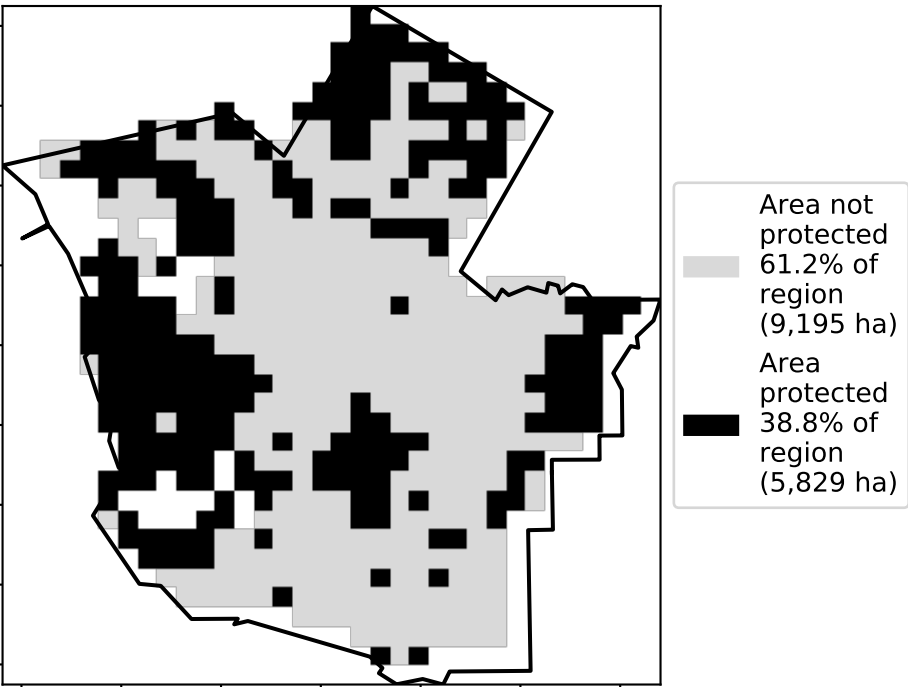 Area not
protected
61.2% of
region
(9,195 ha)
Area
protected
38.8% of
region
(5,829 ha)